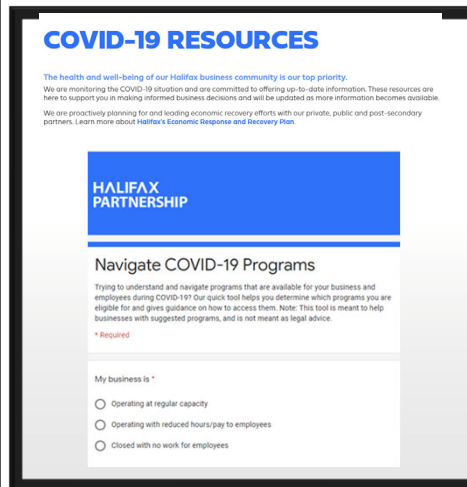 COVID-19 RESOURCES
The health and well-being of our Halifax business community is our top priority.
We are monitoring the COVID-19 situation and are committed to offering up-to-date information. These resources are
here to support you in making informed business decisions and will be updated as more information becomes available.
We are proactively planning for and leading economic recovery efforts with our private, public and post-secondary
partners. Learn more about Halifax's Economic Response and Recovery Plan.
HALIFAX
PARTNERSHIP
Navigate COVID-19 Programs
Trying to understand and navigate programs that are available for your business and
employees during COVID-19? Our quick tool helps you determine which programs you are
eligible for and gives guidance on how to access them. Note: This tool is meant to help
businesses with suggested programs, and is not meant as legal advice.
* Required
My business is *
Operating at regular capacity
Operating with reduced hours/pay to employees
Closed with no work for employees